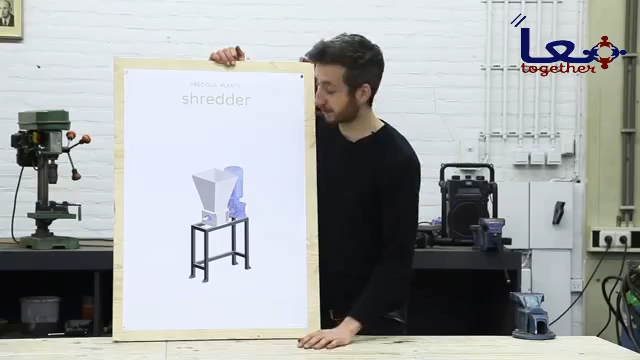 معاً
together
PRECIOUS PLASTIC
shredder